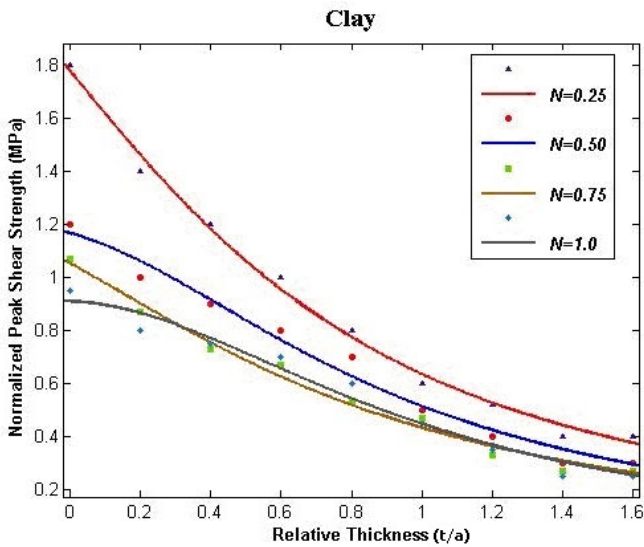 Clay
Normalized Peak Shear Strength (MPa)
1.8
1.6
1.4
1.2
1
0.8
0.6
0.4
0.2
N=0.25
N=0.50
N=0.75
N=1.0
0 0.2 0.4 0.6 0.8 1 1.2 1.4 1.6
Relative Thickness (t/a)